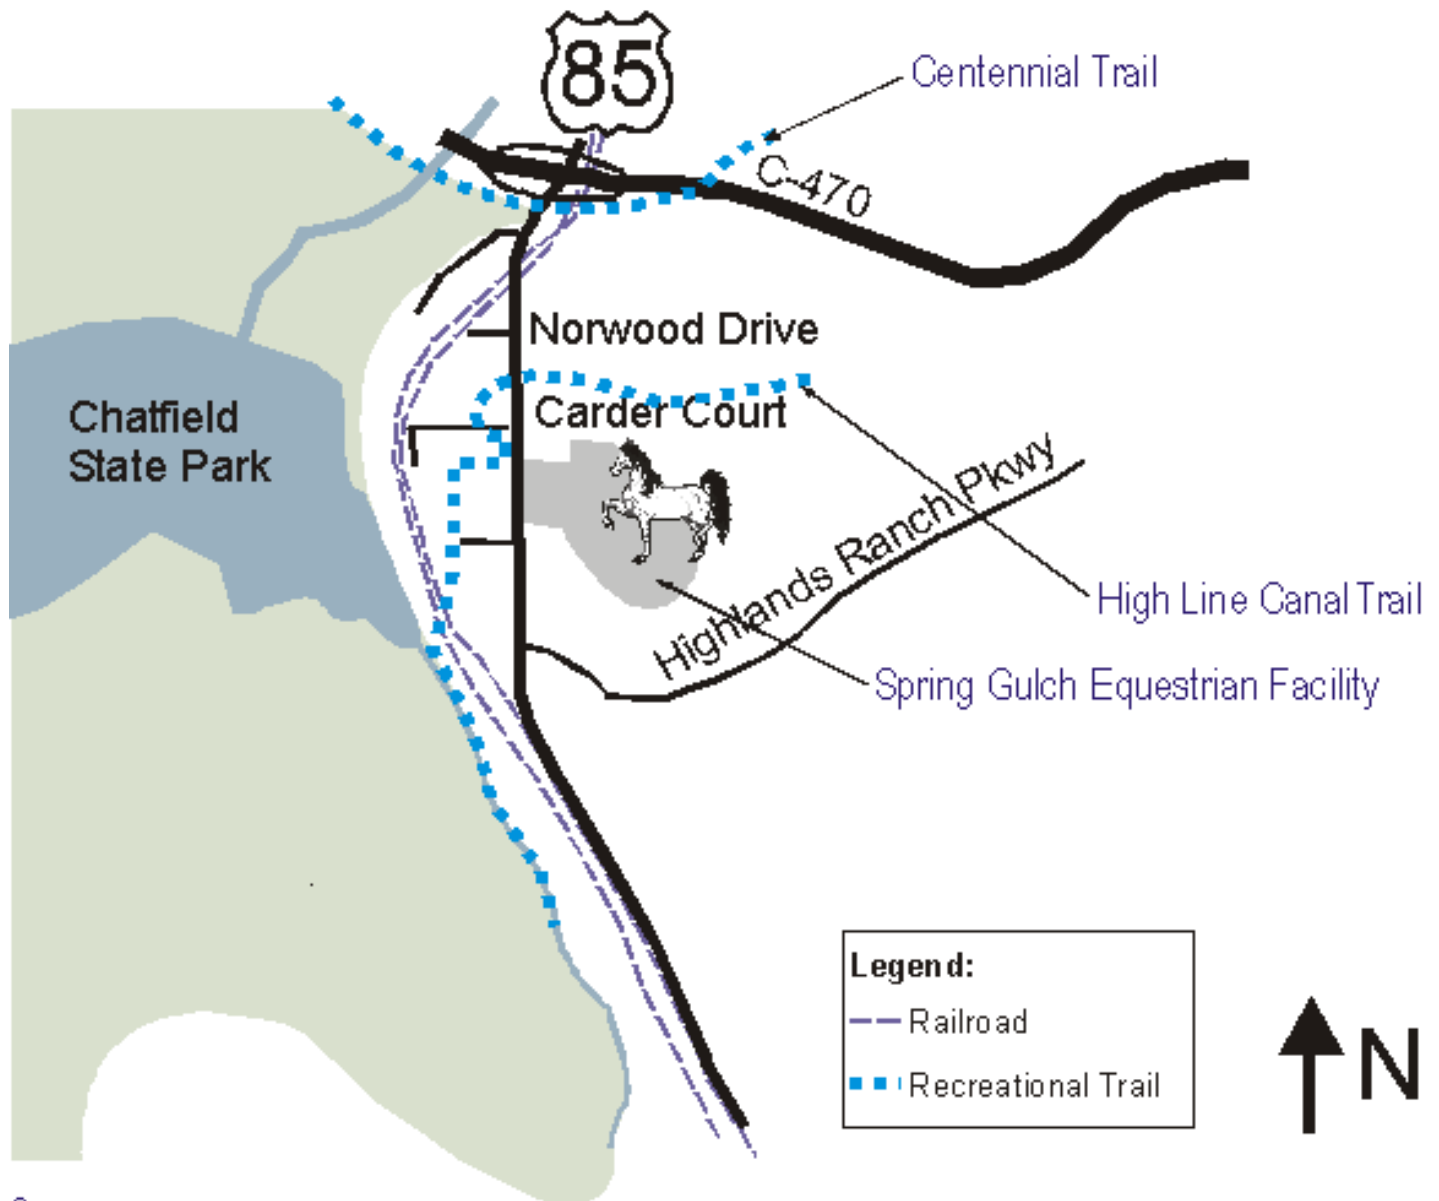 85
Centennial Trail
C-470
Norwood Drive
Chatfield
State Park
Carder Court
Highlands Ranch Pkwy
High Line Canal Trail
Spring Gulch Equestrian Facility
Legend:
Railroad
Recreational Trail
N